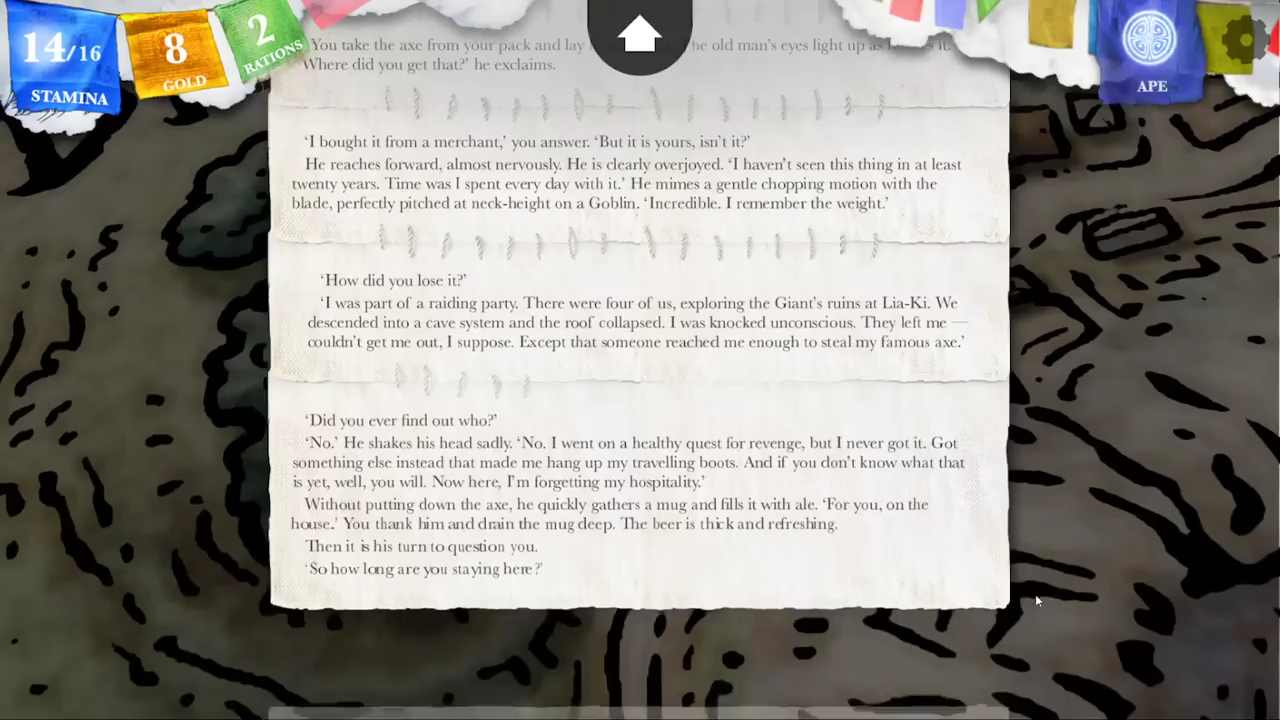 14/16
STAMINA
8
GOLD
2
RATIONS
APE
You take the axe from your pack and lay he old man's eyes light up as it.
'Where did you get that?' he exclaims.
'I bought it from a merchant,' you answer. 'But it is yours, isn't it?'
He reaches forward, almost nervously. He is clearly overjoyed. 'I haven't seen this thing in at least
twenty years. Time was I spent every day with it.' He mimes a gentle chopping motion with the
blade, perfectly pitched at neck-height on a Goblin. 'Incredible. I remember the weight.'
'How did you lose it?'
'I was part of a raiding party. There were four of us, exploring the Giant's ruins at Lia-Ki. We
descended into a cave system and the roof collapsed. I was knocked unconscious. They left me —
couldn't get me out, I suppose. Except that someone reached me enough to steal my famous axe.'
'Did you ever find out who?'
'No.' He shakes his head sadly. 'No. I went on a healthy quest for revenge, but I never got it. Got
something else instead that made me hang up my travelling boots. And if you don't know what that
is yet, well, you will. Now here, I'm forgetting my hospitality.'
Without putting down the axe, he quickly gathers a mug and fills it with ale. 'For you, on the
house.' You thank him and drain the mug deep. The beer is thick and refreshing.
Then it is his turn to question you.
'So how long are you staying here?'